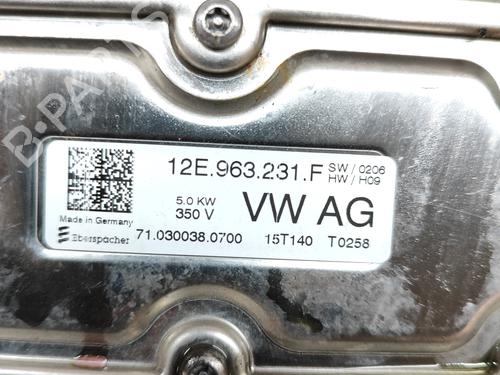 12E.963.231.F
SW / 0206
HW / H09
5.0 KW
350 V
VW AG
Made in Germany
Eberspächer
71.030038.0700
15T140
T0258
B-PARTS